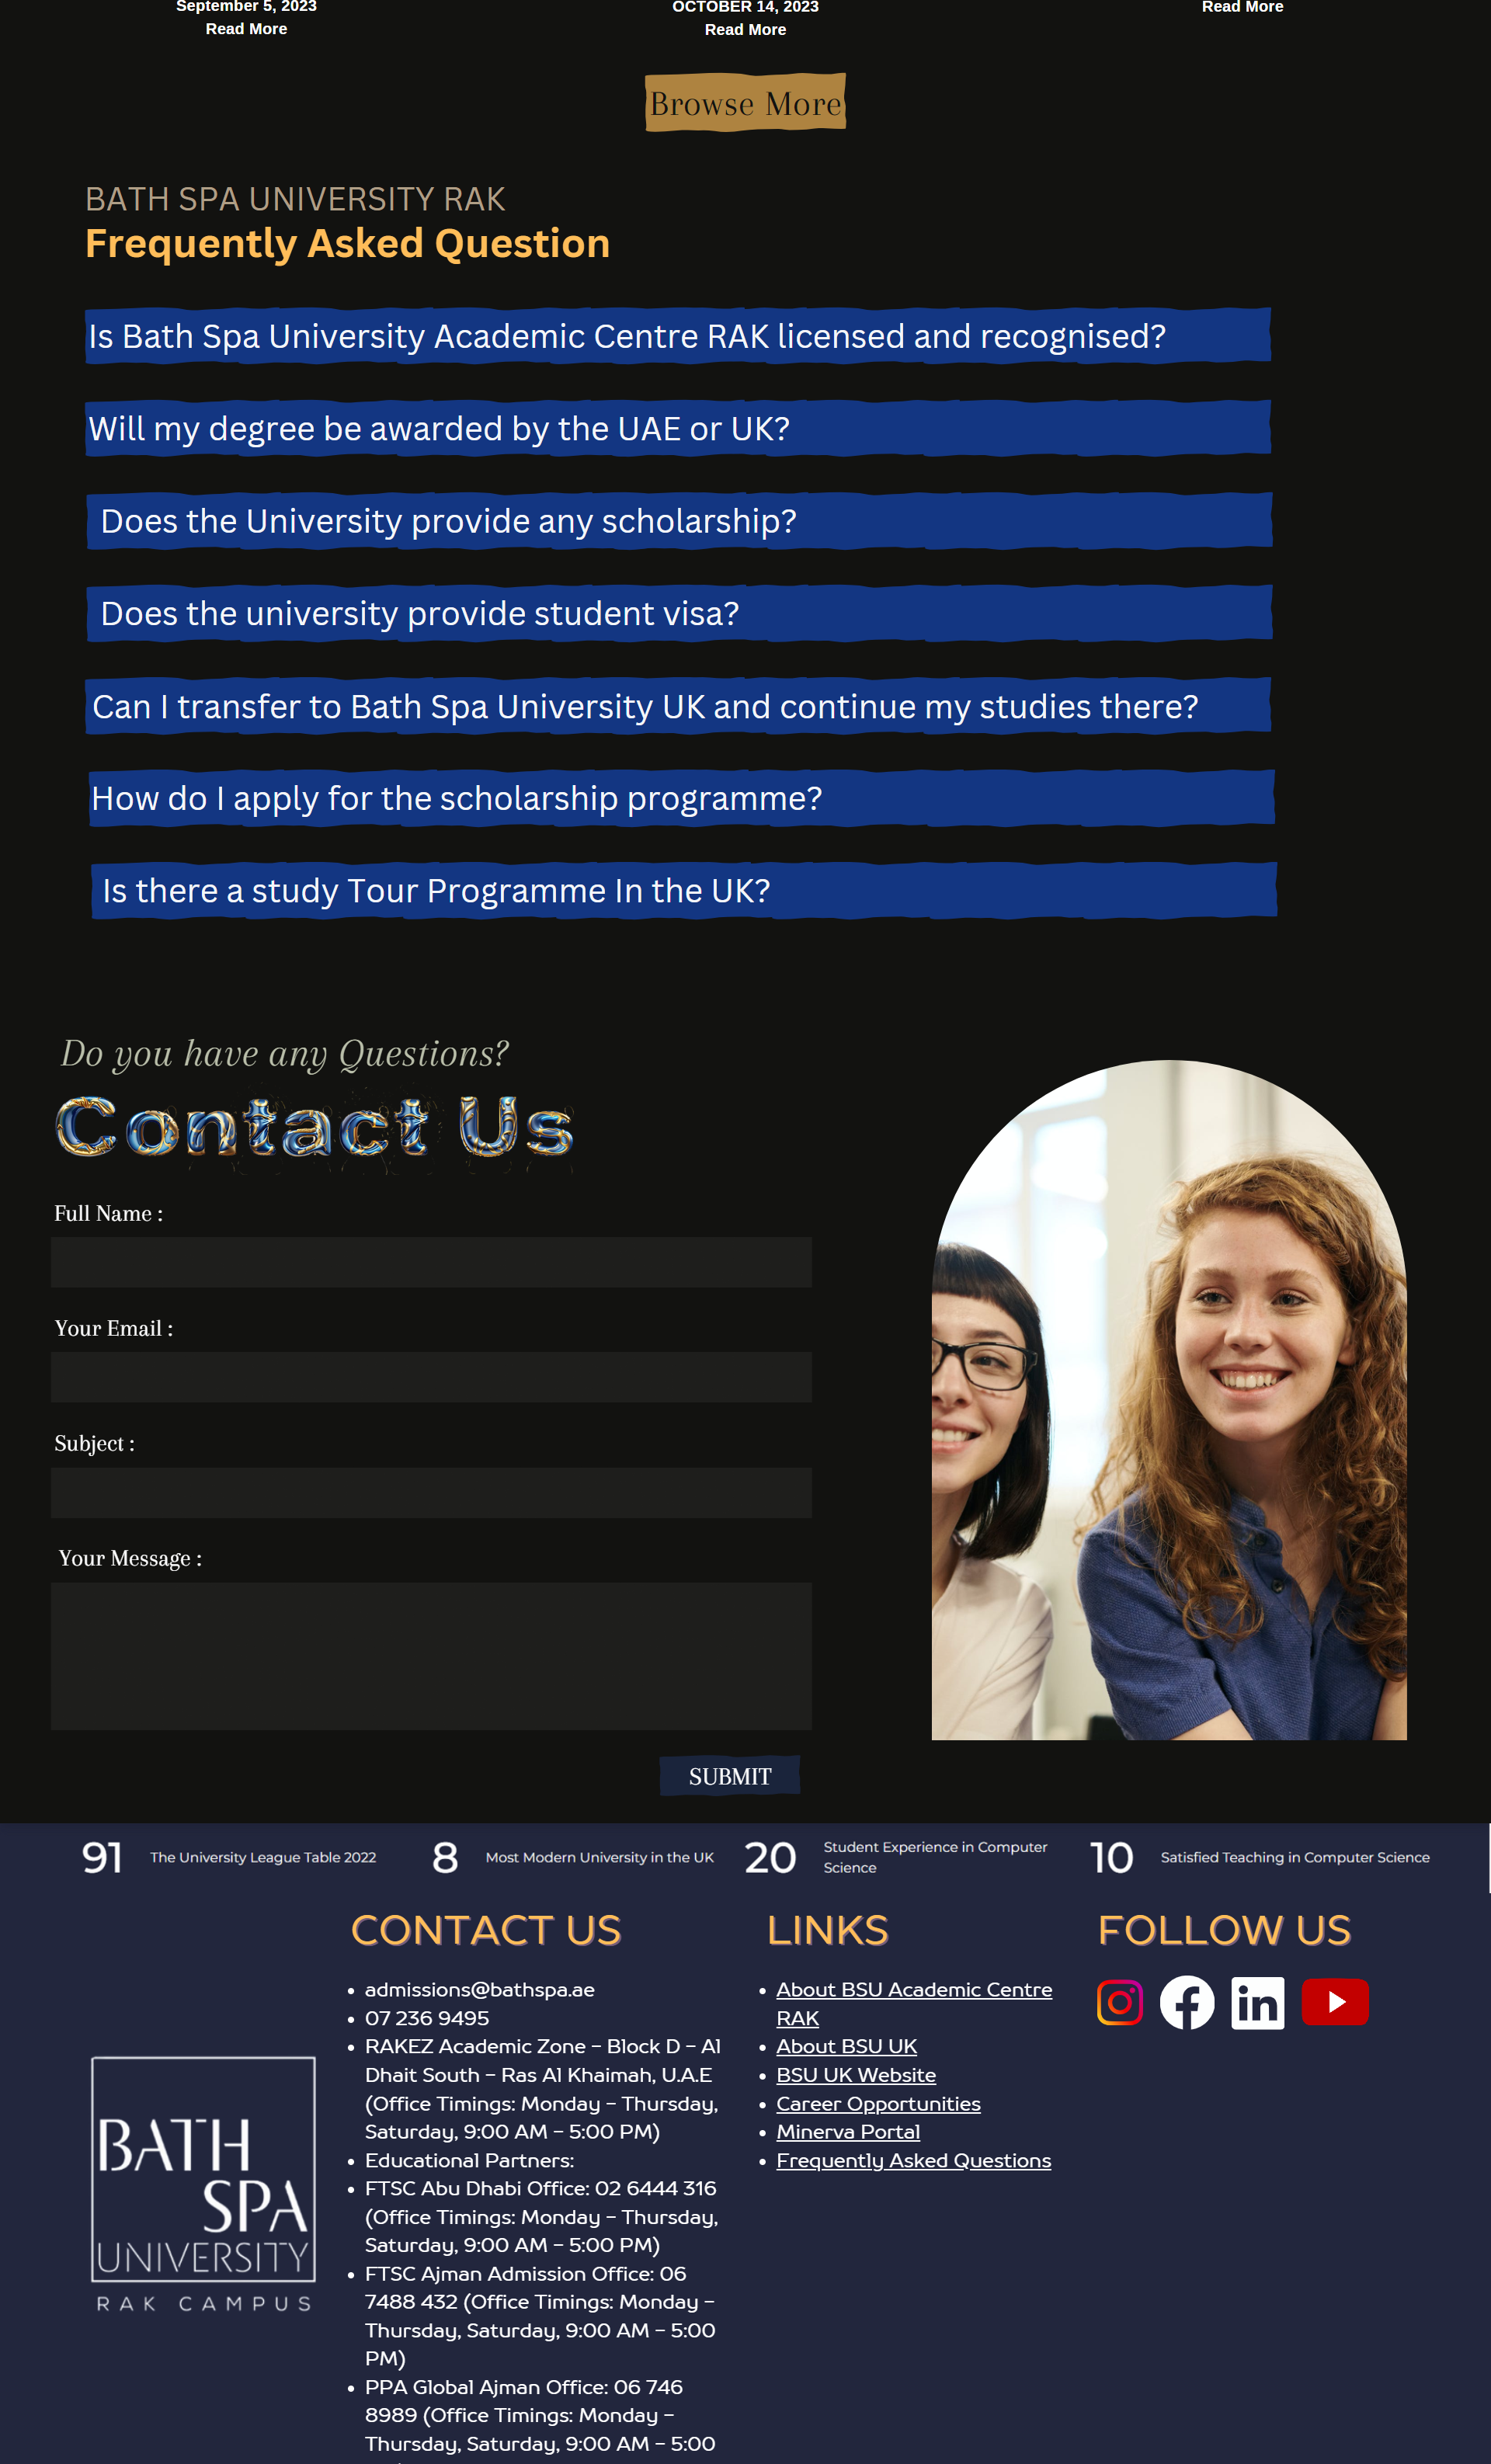 September 5, 2023
Read More
OCTOBER 14, 2023
Read More
Read More
Browse More
BATH SPA UNIVERSITY RAK
Frequently Asked Question
Is Bath Spa University Academic Centre RAK licensed and recognised?
Will my degree be awarded by the UAE or UK?
Does the University provide any scholarship?
Does the university provide student visa?
Can I transfer to Bath Spa University UK and continue my studies there?
How do I apply for the scholarship programme?
Is there a study Tour Programme In the UK?
Do you have any Questions?
Contact Us
Full Name :
Your Email :
Subject :
Your Message :
SUBMIT
91 The University League Table 2022
8 Most Modern University in the UK
20 Student Experience in Computer
Science
10 Satisfied Teaching in Computer Science
BATH
SPA
UNIVERSITY
RAK CAMPUS
CONTACT US
• admissions@bathspa.ae
• 07 236 9495
• RAKEZ Academic Zone – Block D – Al
Dhait South – Ras Al Khaimah, U.A.E
(Office Timings: Monday – Thursday,
Saturday, 9:00 AM – 5:00 PM)
• Educational Partners:
• FTSC Abu Dhabi Office: 02 6444 316
(Office Timings: Monday – Thursday,
Saturday, 9:00 AM – 5:00 PM)
• FTSC Ajman Admission Office: 06
7488 432 (Office Timings: Monday –
Thursday, Saturday, 9:00 AM – 5:00
PM)
• PPA Global Ajman Office: 06 746
8989 (Office Timings: Monday –
Thursday, Saturday, 9:00 AM – 5:00
LINKS
• About BSU Academic Centre
RAK
• About BSU UK
• BSU UK Website
• Career Opportunities
• Minerva Portal
• Frequently Asked Questions
FOLLOW US
in